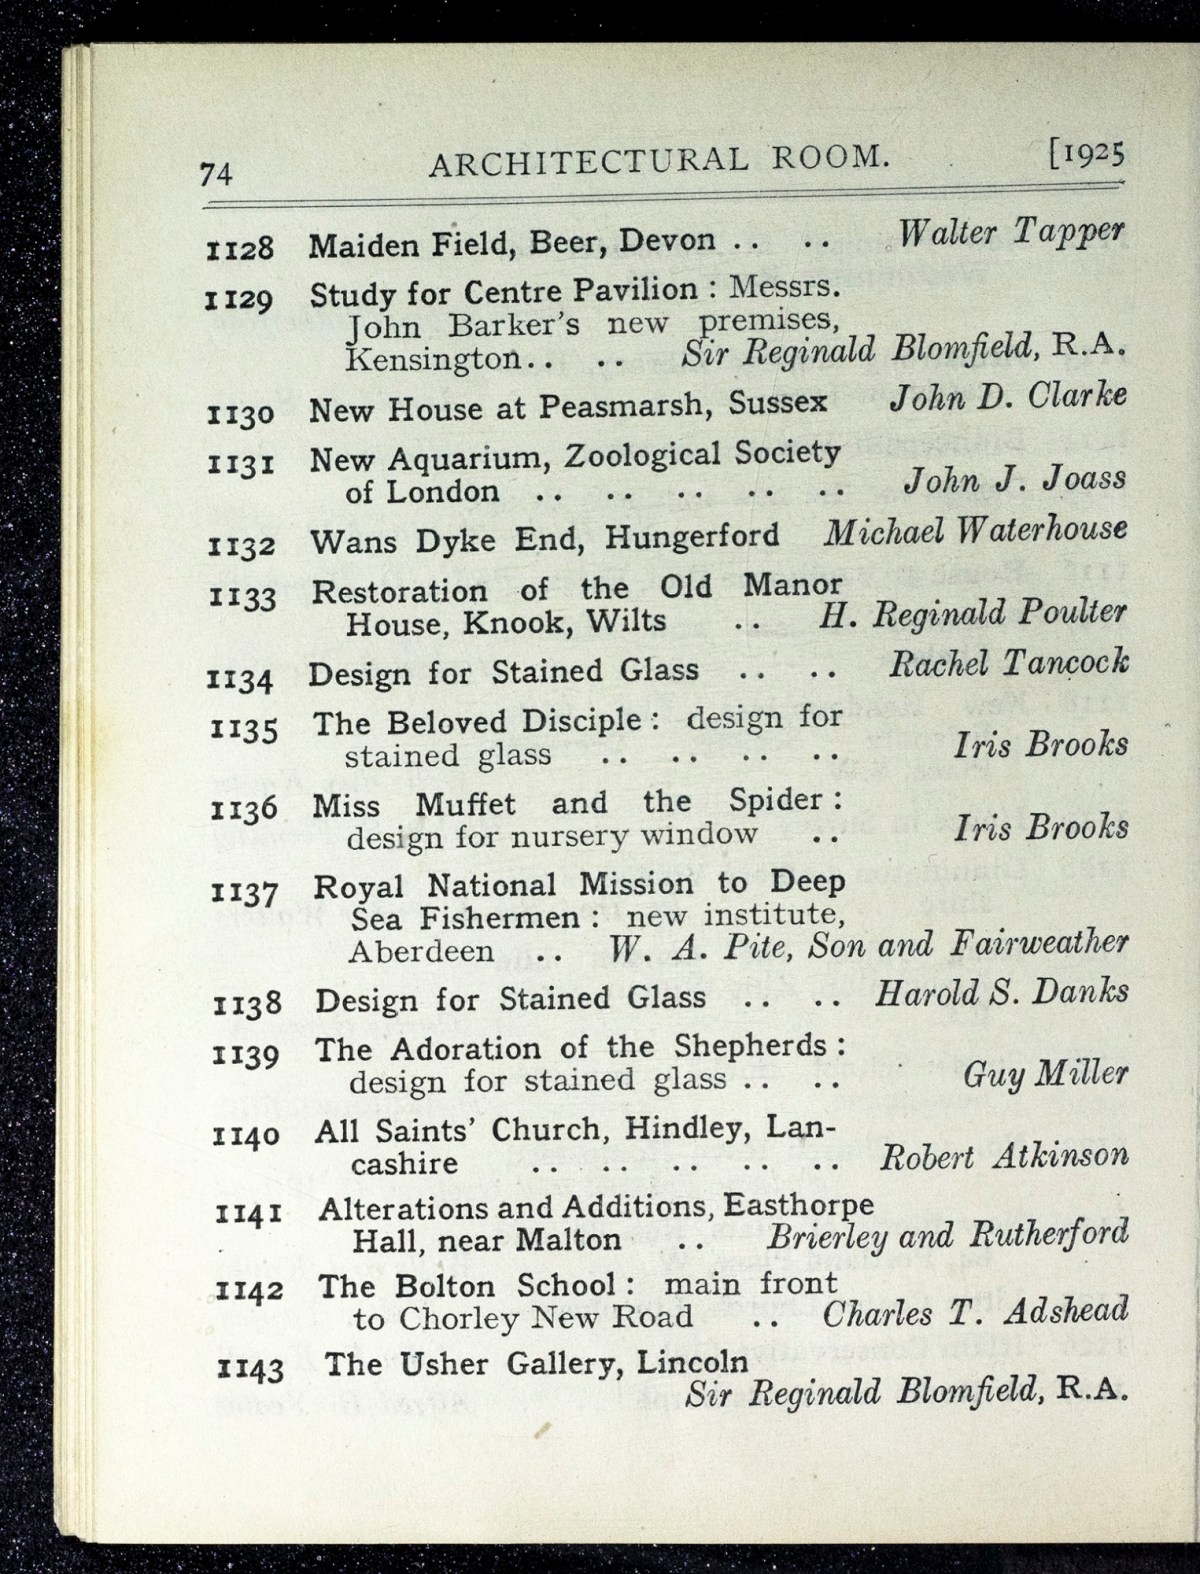 74 ARCHITECTURAL ROOM. [1925
1128 Maiden Field, Beer, Devon .. .. Walter Tapper
1129 Study for Centre Pavilion : Messrs.
John Barker's new premises,
Kensington.. .. Sir Reginald Blomfield, R.A.
1130 New House at Peasmarsh, Sussex John D. Clarke
1131 New Aquarium, Zoological Society
of London .. .. .. .. .. John J. Joass
1132 Wans Dyke End, Hungerford Michael Waterhouse
1133 Restoration of the Old Manor
House, Knook, Wilts .. H. Reginald Poulter
1134 Design for Stained Glass .. .. Rachel Tancock
1135 The Beloved Disciple : design for
stained glass .. .. .. .. Iris Brooks
1136 Miss Muffet and the Spider :
design for nursery window .. Iris Brooks
1137 Royal National Mission to Deep
Sea Fishermen : new institute,
Aberdeen .. W. A. Pite, Son and Fairweather
1138 Design for Stained Glass .. .. Harold S. Danks
1139 The Adoration of the Shepherds :
design for stained glass .. .. Guy Miller
1140 All Saints' Church, Hindley, Lan-
cashire .. .. .. .. .. Robert Atkinson
1141 Alterations and Additions, Easthorpe
Hall, near Malton .. Brierley and Rutherford
1142 The Bolton School : main front
to Chorley New Road .. Charles T. Adshead
1143 The Usher Gallery, Lincoln
Sir Reginald Blomfield, R.A.